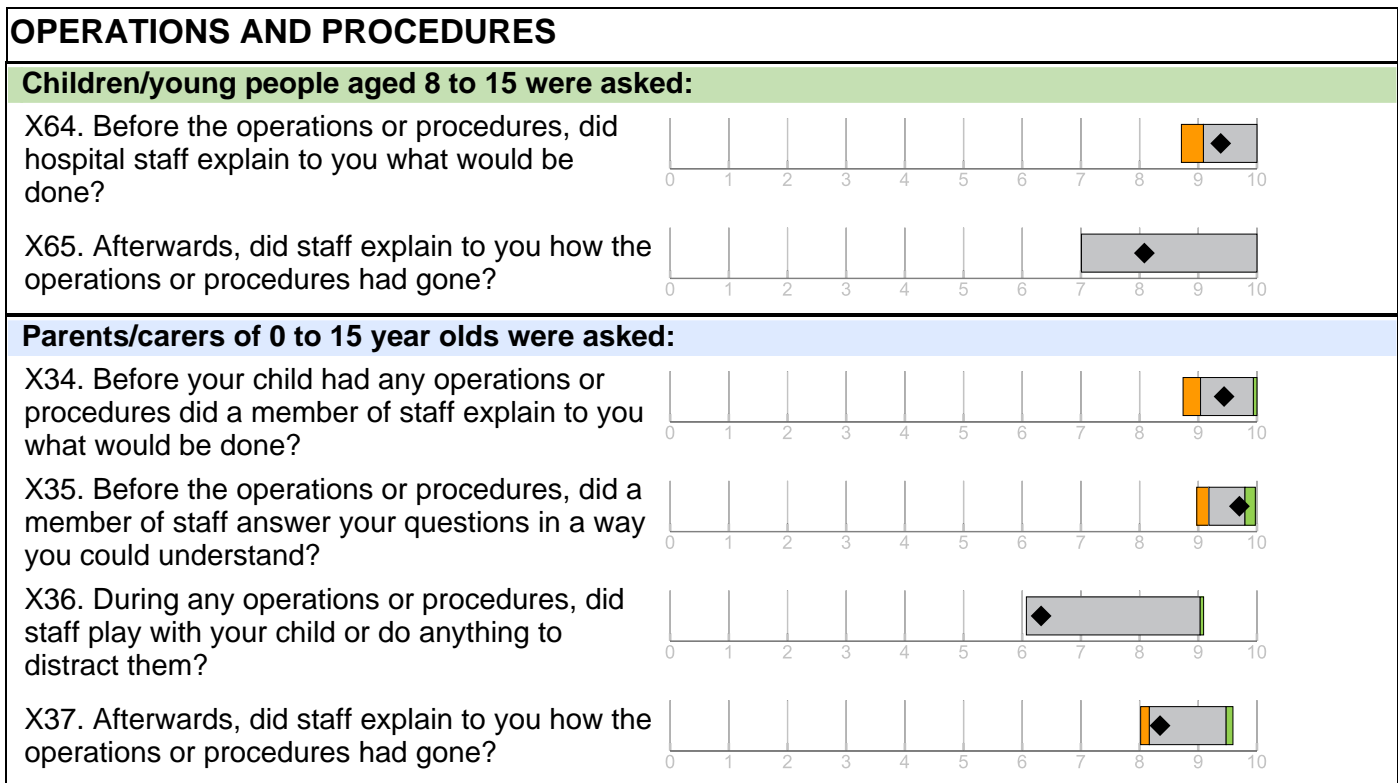 OPERATIONS AND PROCEDURES
Children/young people aged 8 to 15 were asked:
X64. Before the operations or procedures, did
hospital staff explain to you what would be
done?
0 1 2 3 4 5 6 7 8 9 10
X65. Afterwards, did staff explain to you how the
operations or procedures had gone?
0 1 2 3 4 5 6 7 8 9 10
Parents/carers of 0 to 15 year olds were asked:
X34. Before your child had any operations or
procedures did a member of staff explain to you
what would be done?
0 1 2 3 4 5 6 7 8 9 10
X35. Before the operations or procedures, did a
member of staff answer your questions in a way
you could understand?
0 1 2 3 4 5 6 7 8 9 10
X36. During any operations or procedures, did
staff play with your child or do anything to
distract them?
0 1 2 3 4 5 6 7 8 9 10
X37. Afterwards, did staff explain to you how the
operations or procedures had gone?
0 1 2 3 4 5 6 7 8 9 10